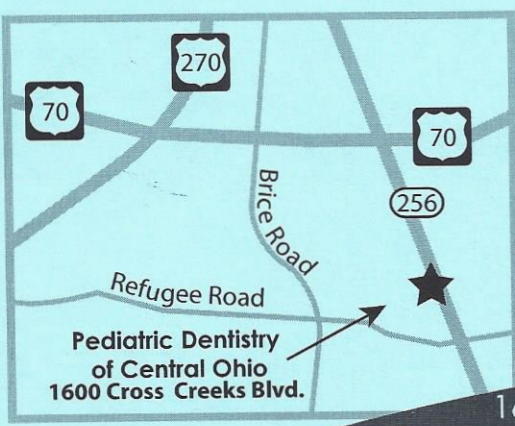 270
70
70
256
Brice Road
Refugee Road
Pediatric Dentistry
of Central Ohio
1600 Cross Creeks Blvd.